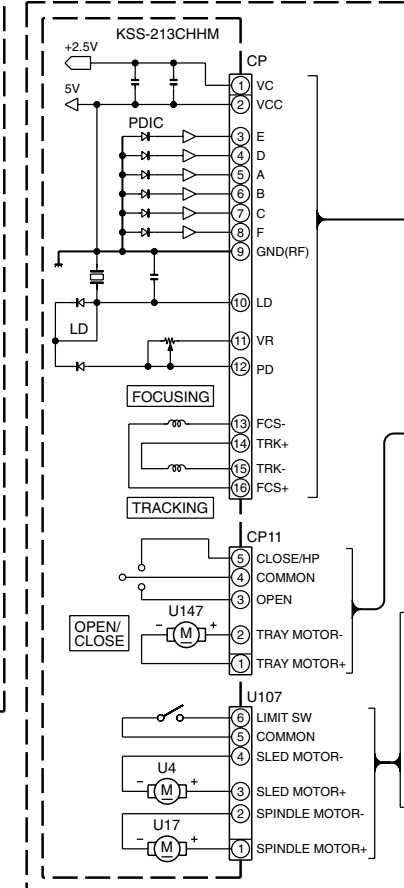 KSS-213CHHM
+2.5V
CP
1 VC
5V
2 VCC
PDIC
3 E
4 D
5 A
6 B
7 C
8 F
9 GND(RF)
10 LD
LD
11 VR
12 PD
FOCUSING
13 FCS-
14 TRK+
15 TRK-
16 FCS+
TRACKING
CP11
5 CLOSE/HP
4 COMMON
3 OPEN
U147
OPEN/
CLOSE
- M +
2 TRAY MOTOR-
1 TRAY MOTOR+
U107
6 LIMIT SW
5 COMMON
4 SLED MOTOR-
U4
- M +
3 SLED MOTOR+
2 SPINDLE MOTOR-
U17
- M +
1 SPINDLE MOTOR+